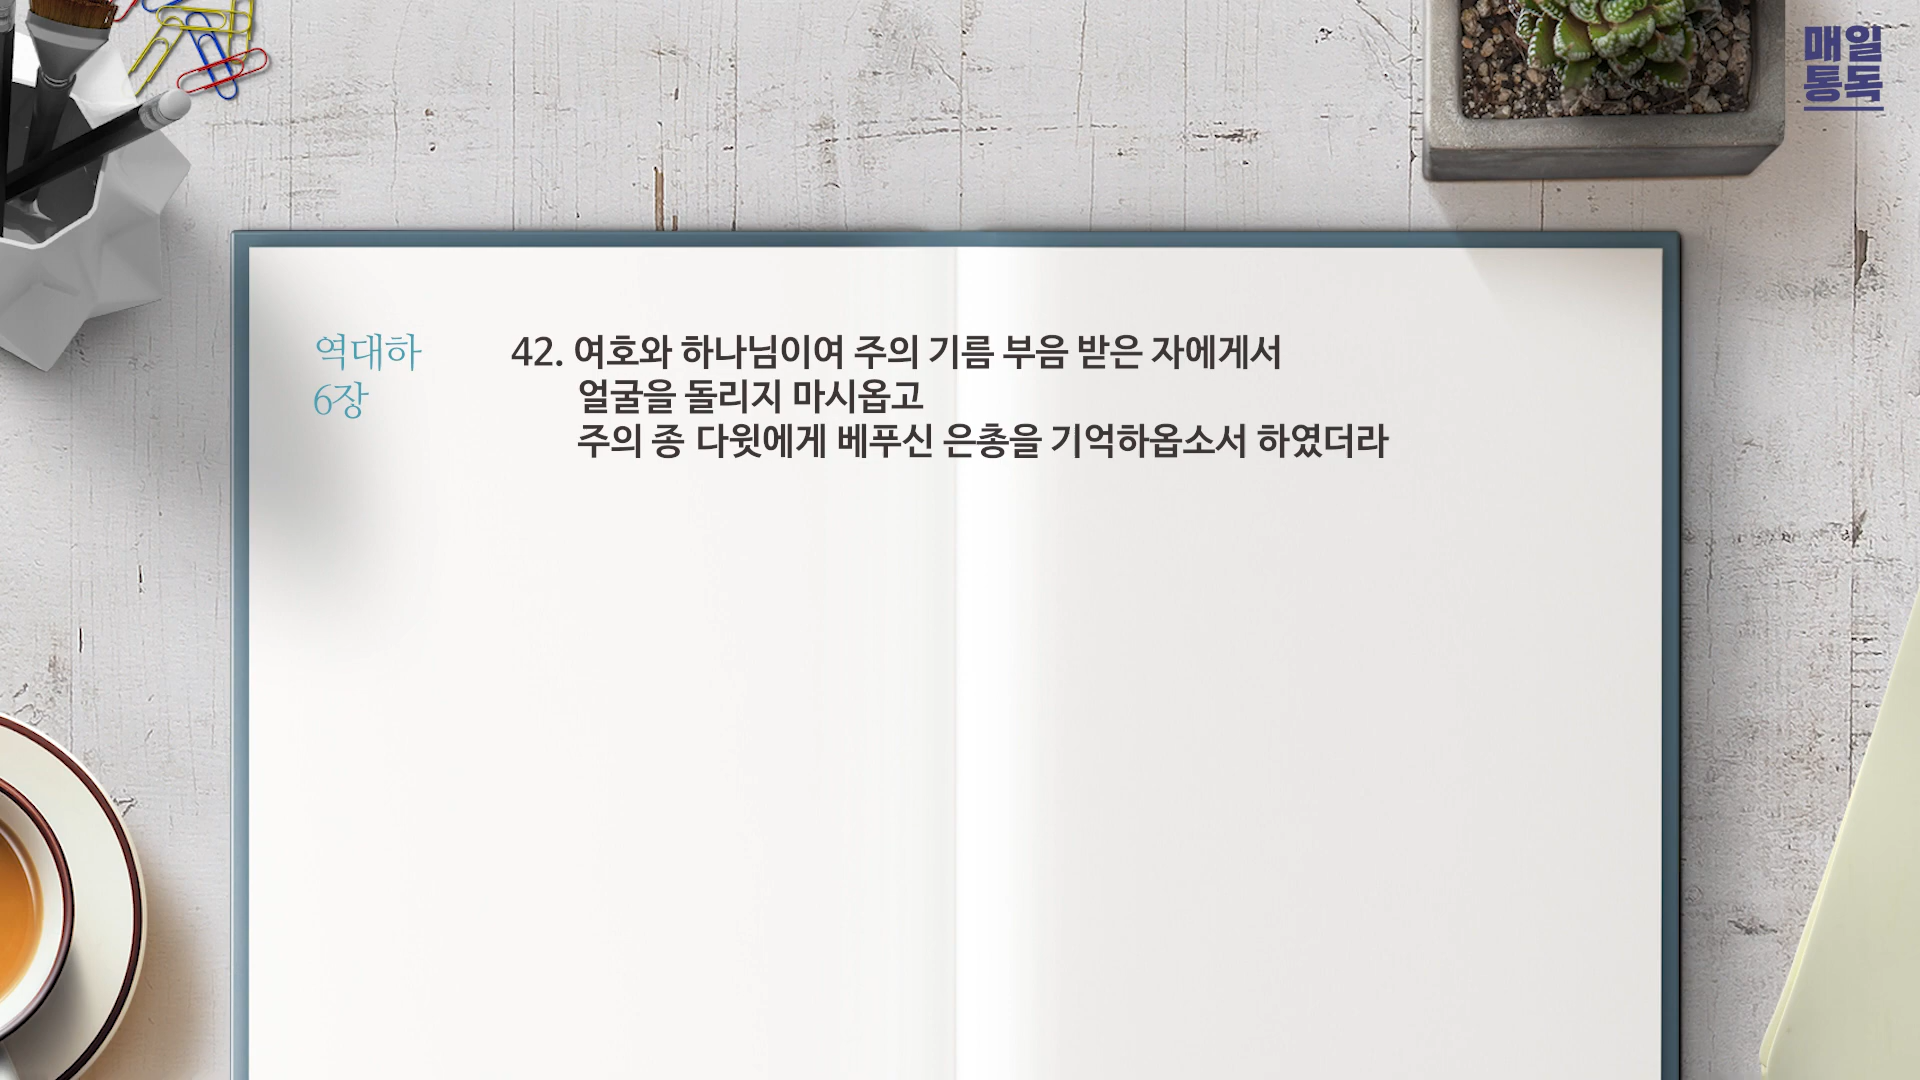 매일
통독
역대하
6장
42. 여호와 하나님이여 주의 기름 부음 받은 자에게서
얼굴을 돌리지 마시옵고
주의 종 다윗에게 베푸신 은총을 기억하옵소서 하였더라